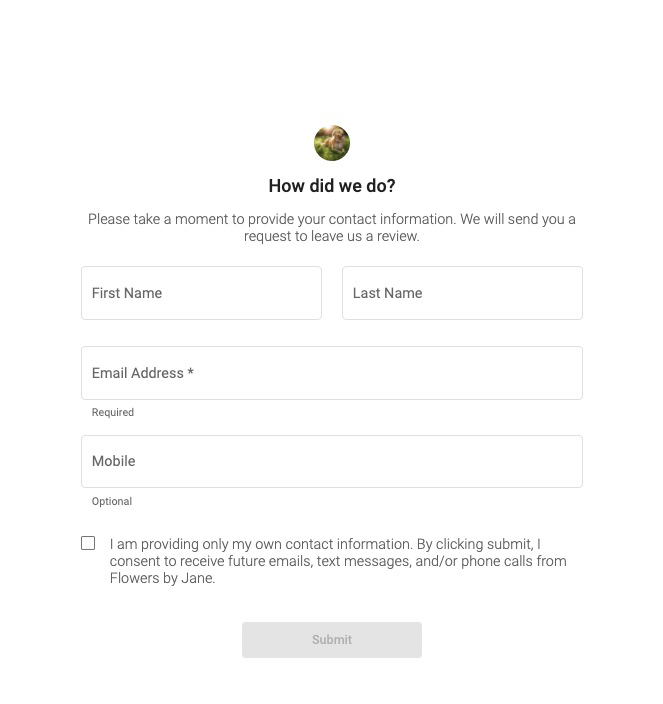 How did we do?
Please take a moment to provide your contact information. We will send you a
request to leave us a review.
First Name
Last Name
Email Address *
Required
Mobile
Optional
I am providing only my own contact information. By clicking submit, I
consent to receive future emails, text messages, and/or phone calls from
Flowers by Jane.
Submit